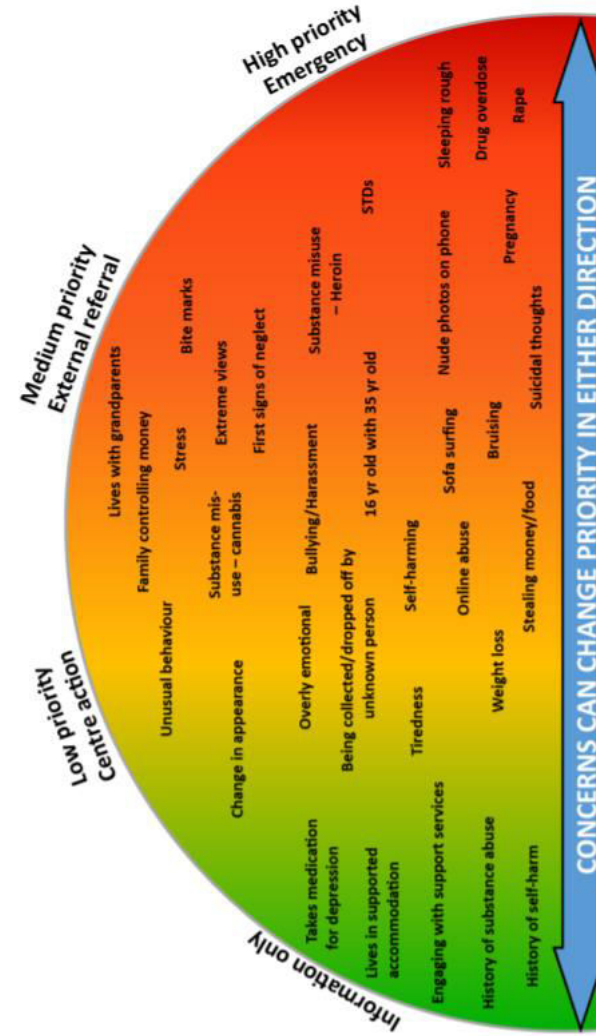 Information only
Low priority
Centre action
Medium priority
External referral
High priority
Emergency
Lives with grandparents
Family controlling money
Unusual behaviour
Stress
Bite marks
Substance mis-
use – cannabis
Extreme views
Change in appearance
First signs of neglect
Takes medication
for depression
Overly emotional
Bullying/Harassment
Substance misuse
– Heroin
Being collected/dropped off by
unknown person
Lives in supported
accommodation
16 yr old with 35 yr old
STDs
Tiredness
Self-harming
Engaging with support services
Sofa surfing
Nude photos on phone
Sleeping rough
Online abuse
History of substance abuse
Weight loss
Bruising
Drug overdose
Pregnancy
Stealing money/food
Suicidal thoughts
Rape
History of self-harm
CONCERNS CAN CHANGE PRIORITY IN EITHER DIRECTION